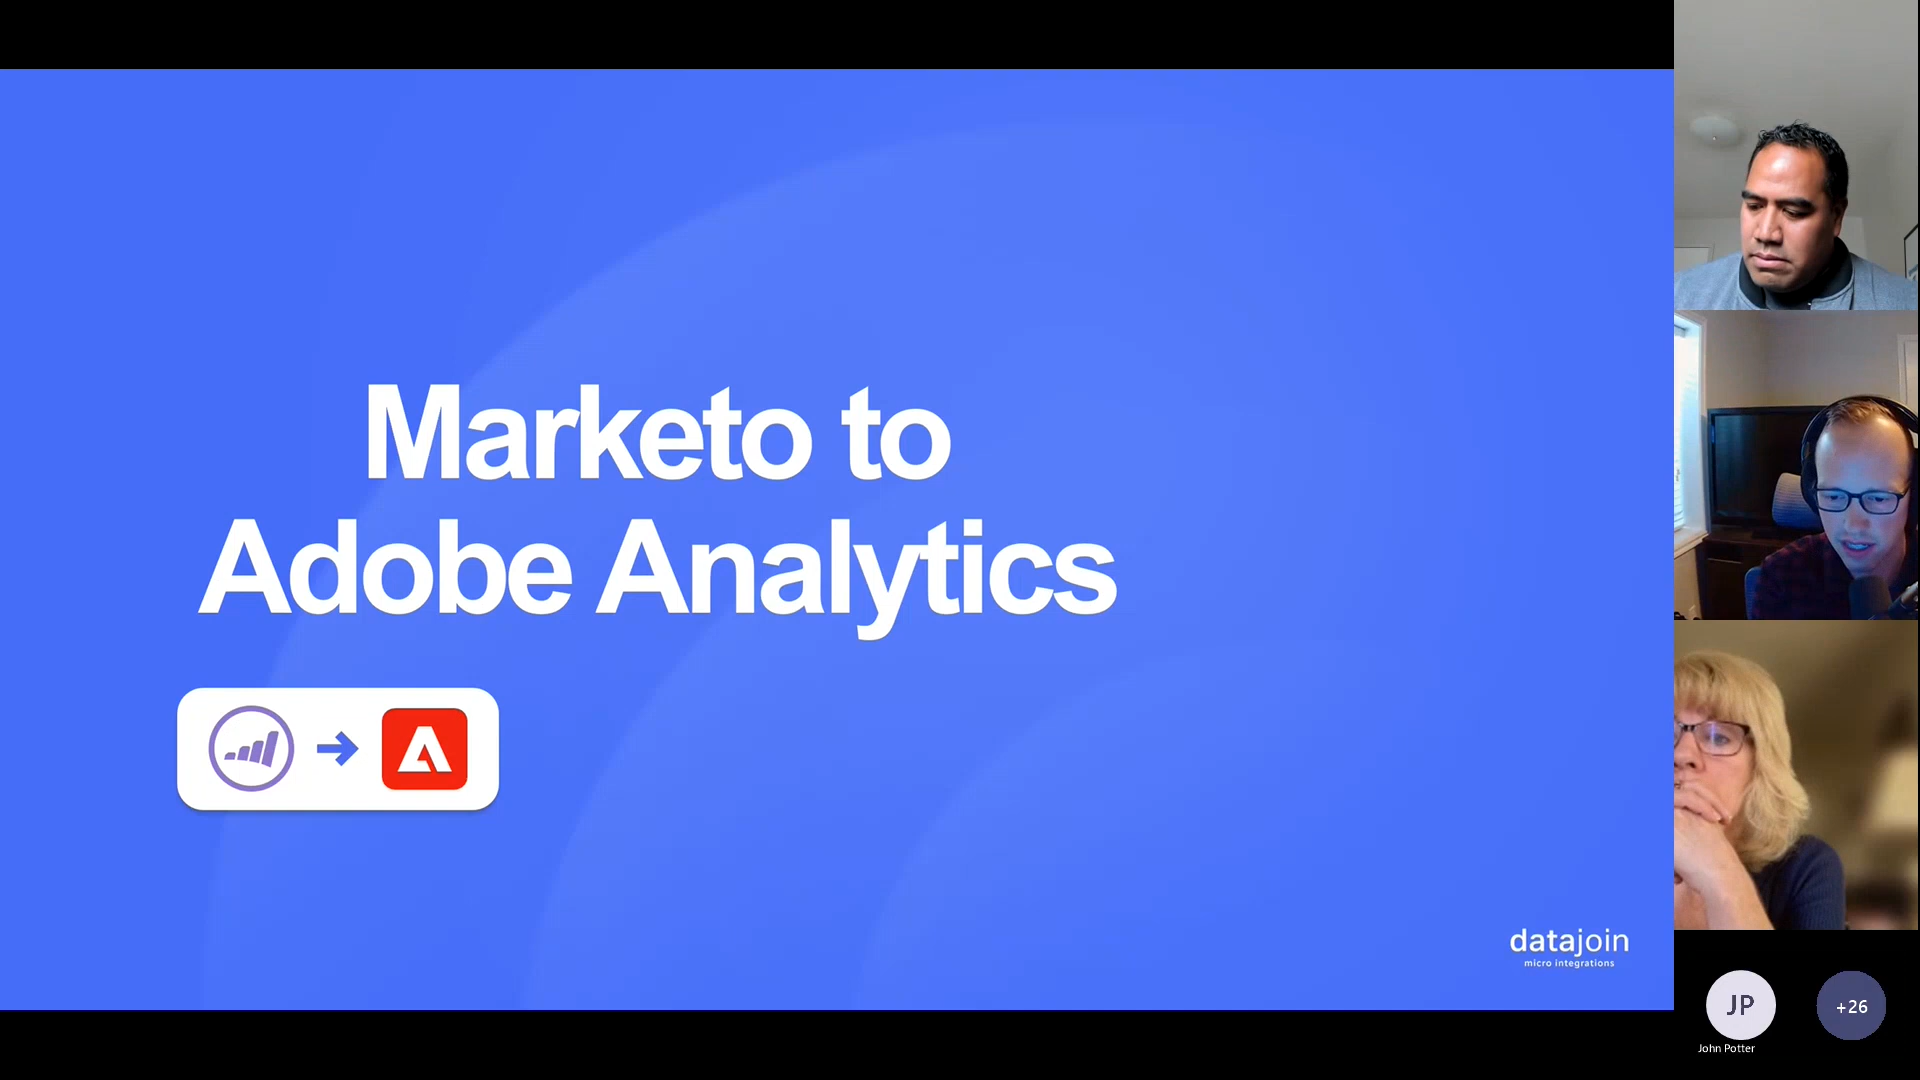 Marketo to
Adobe Analytics
datajoin
micro integrations
JP
+26
John Potter